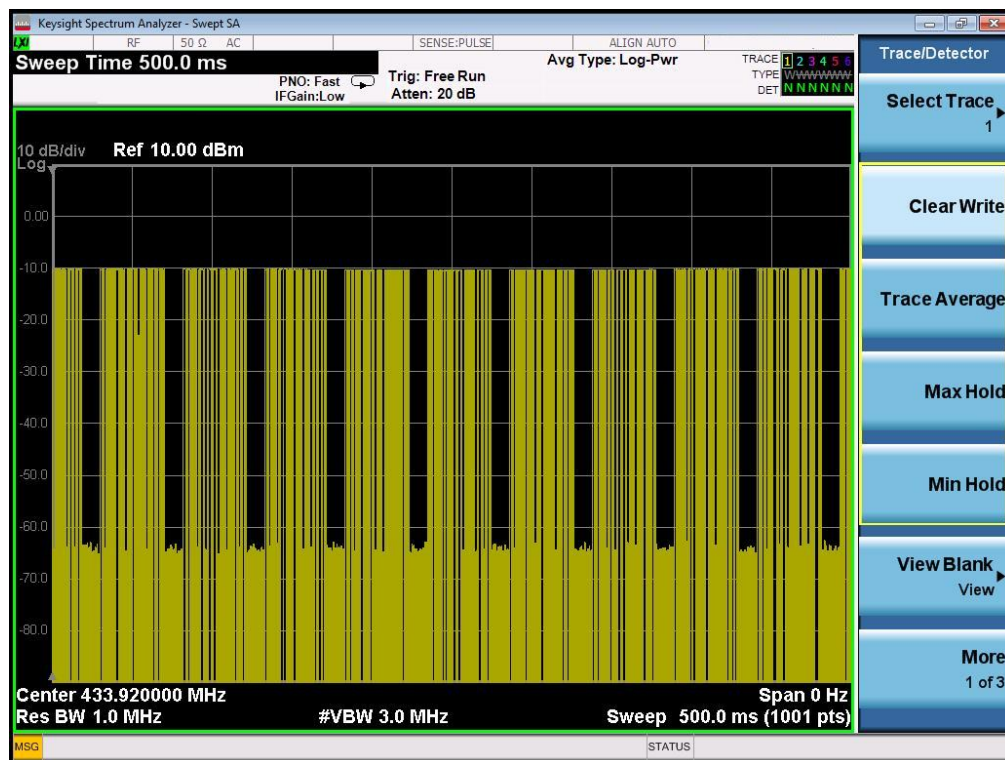 Keysight Spectrum Analyzer - Swept SA
LXI RF 50 Ω AC SENSE:PULSE ALIGN AUTO
Sweep Time 500.0 ms
PNO: Fast
IFGain:Low
Trig: Free Run
Atten: 20 dB
Avg Type: Log-Pwr
TRACE 1 2 3 4 5 6
TYPE WWWWWW
DET N N N N N N
10 dB/div Ref 10.00 dBm
Log
0.00
-10.0
-20.0
-30.0
-40.0
-50.0
-60.0
-70.0
-80.0
Center 433.920000 MHz Span 0 Hz
Res BW 1.0 MHz #VBW 3.0 MHz Sweep 500.0 ms (1001 pts)
MSG STATUS
Trace/Detector
Select Trace
1
Clear Write
Trace Average
Max Hold
Min Hold
View Blank
View
More
1 of 3